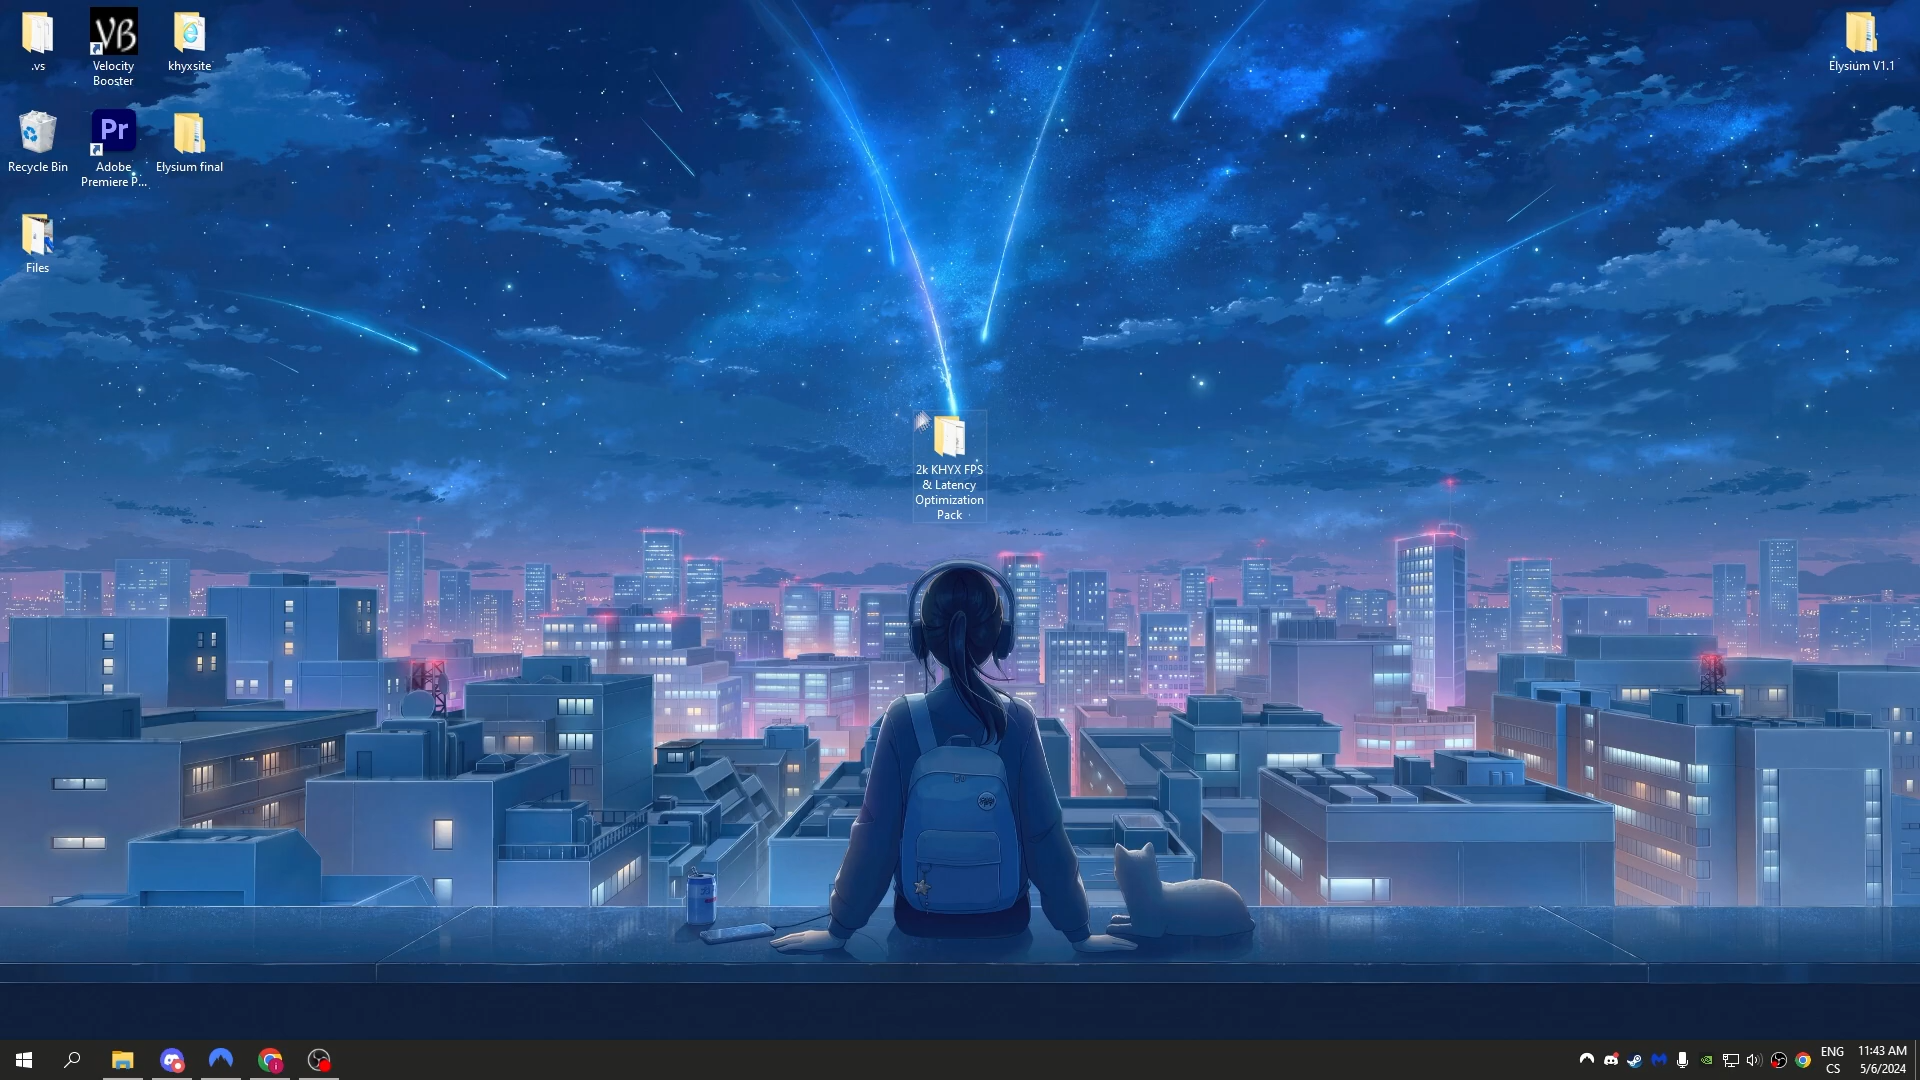 .vs
VB
Velocity
Booster
khyxsite
Elysium V1.1
Recycle Bin
Pr
Adobe
Premiere P...
Elysium final
Files
2k KHYX FPS
& Latency
Optimization
Pack
ENG
CS
11:43 AM
5/6/2024